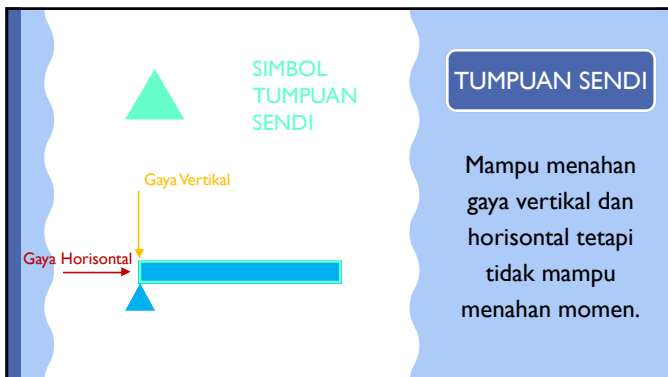 SIMBOL
TUMPUAN
SENDI
Gaya Vertikal
Gaya Horisontal
TUMPUAN SENDI
Mampu menahan
gaya vertikal dan
horisontal tetapi
tidak mampu
menahan momen.